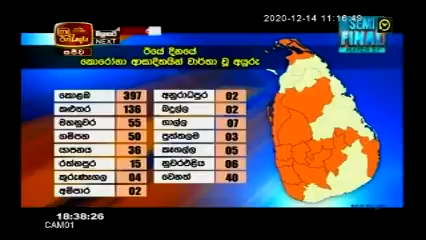 2020-12-14 11:16:49
NEXT
SEMI
FINAL
ඊයේ දිනයේ
කොරෝනා ආසාදිතයින් වාර්තා වූ අයුරු
කොළඹ 397
කළුතර 136
මහනුවර 55
ගම්පහ 50
යාපනය 36
රත්නපුර 15
කුරුණෑගල 04
අම්පාර 02
අනුරාධපුර 02
බදුල්ල 02
ගාල්ල 07
පුත්තලම 03
කෑගල්ල 05
නුවරඑළිය 06
වෙනත් 40
18:38:26
CAM01